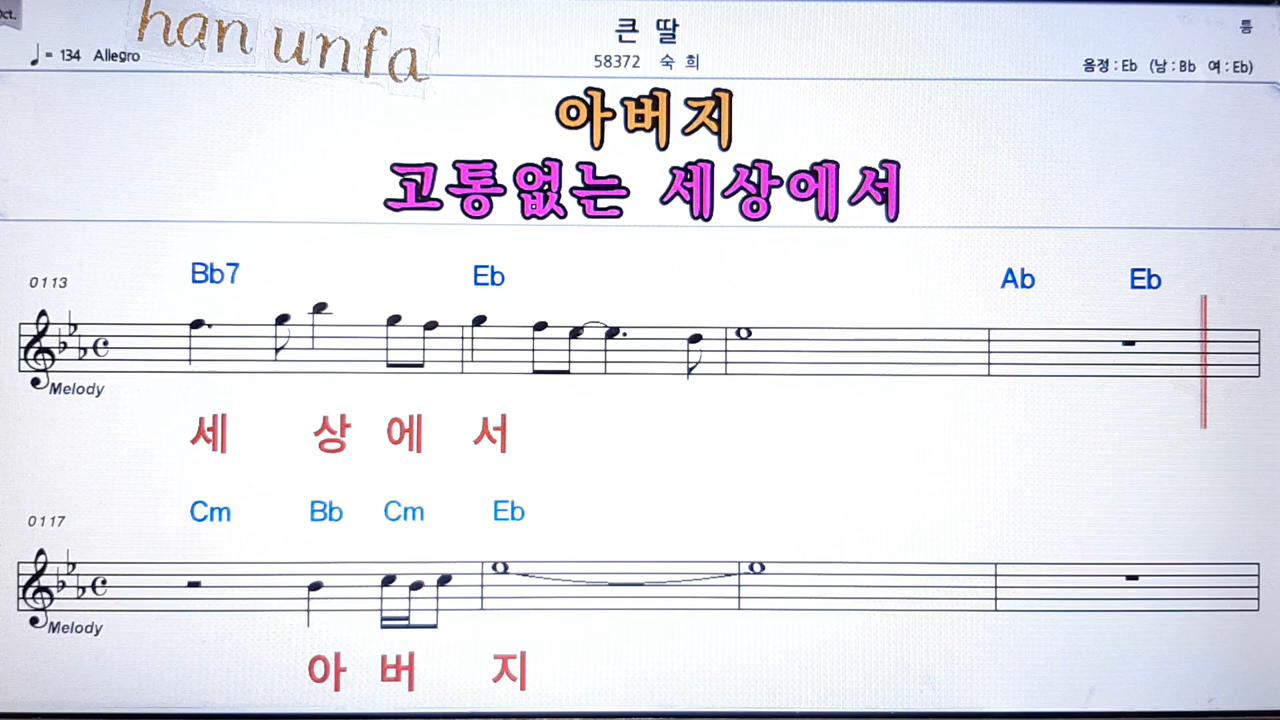 Oct.
han unfa
♩= 134 Allegro
큰 딸
58372 숙 희
통
음정 : Eb (남 : Bb 여 : Eb)
아버지
고통없는 세상에서
0113
Bb7 Eb Ab Eb
Melody
세 상 에 서
0117
Cm Bb Cm Eb
Melody
아 버 지